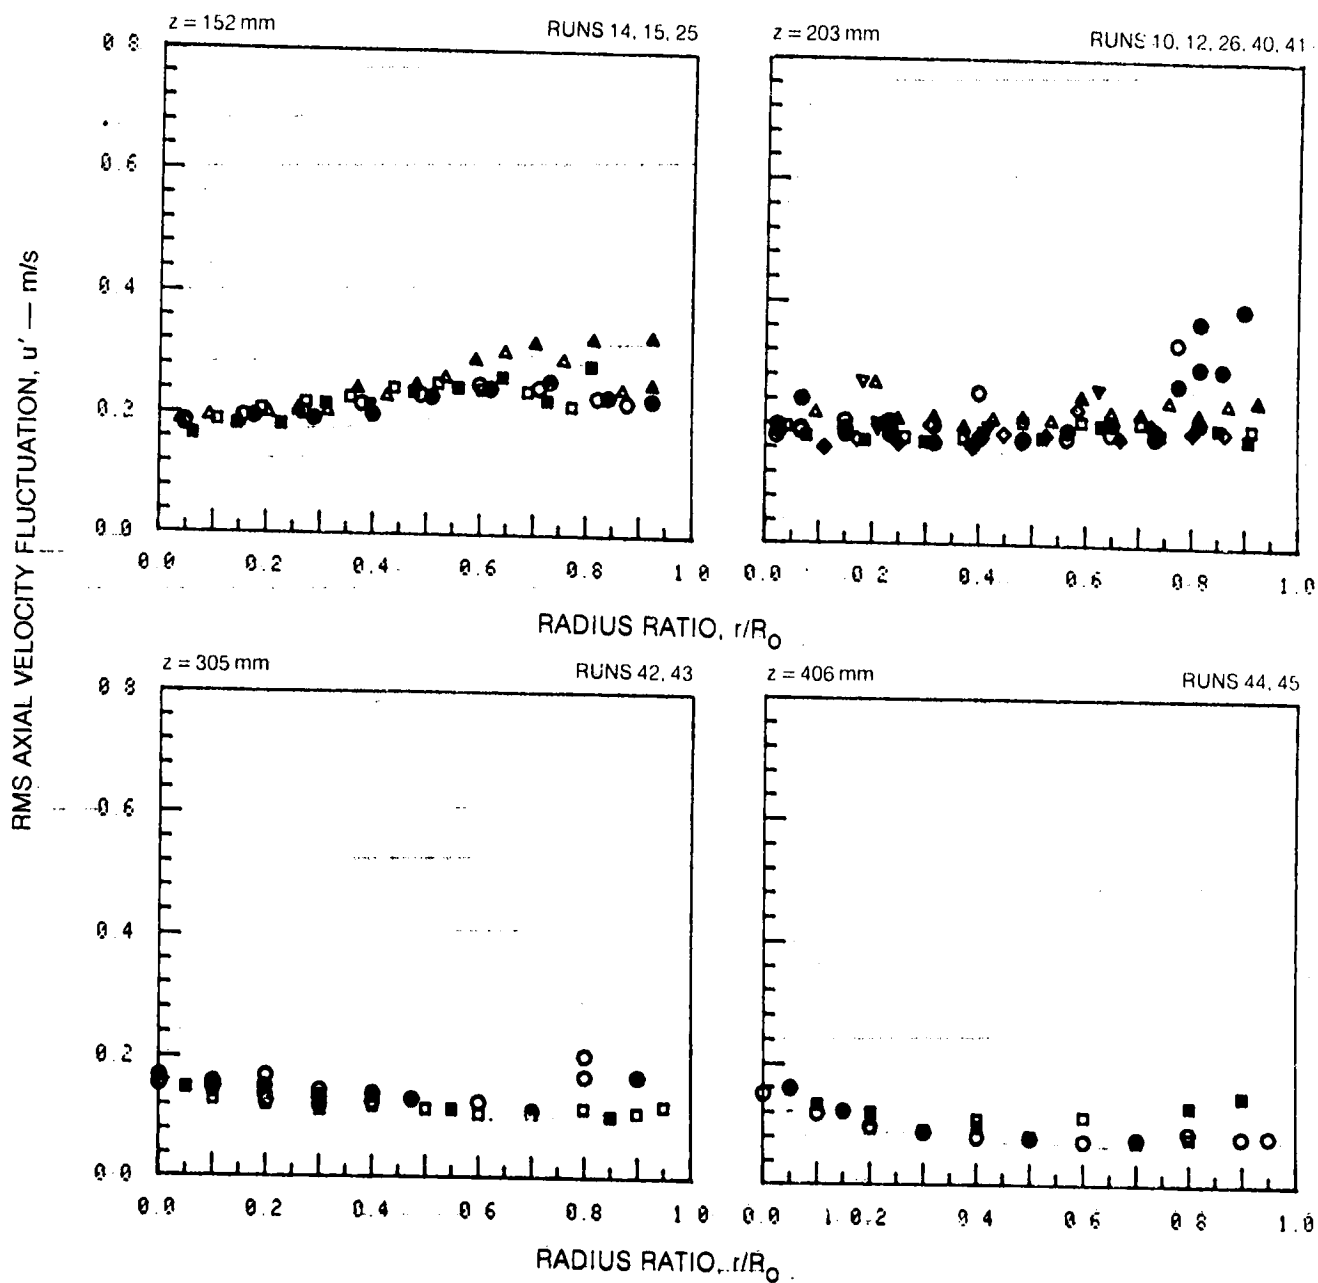 z = 152 mm RUNS 14, 15, 25
z = 203 mm RUNS 10, 12, 26, 40, 41
RMS AXIAL VELOCITY FLUCTUATION, u′ — m/s
0.8
0.6
0.4
0.2
0.0
0.0 0.2 0.4 0.6 0.8 1.0
0.0 0.2 0.4 0.6 0.8 1.0
RADIUS RATIO, r/Ro
z = 305 mm RUNS 42, 43
z = 406 mm RUNS 44, 45
0.8
0.6
0.4
0.2
0.0
0.0 0.2 0.4 0.6 0.8 1.0
0.0 1.0.2 0.4 0.6 0.8 1.0
RADIUS RATIO, r/Ro